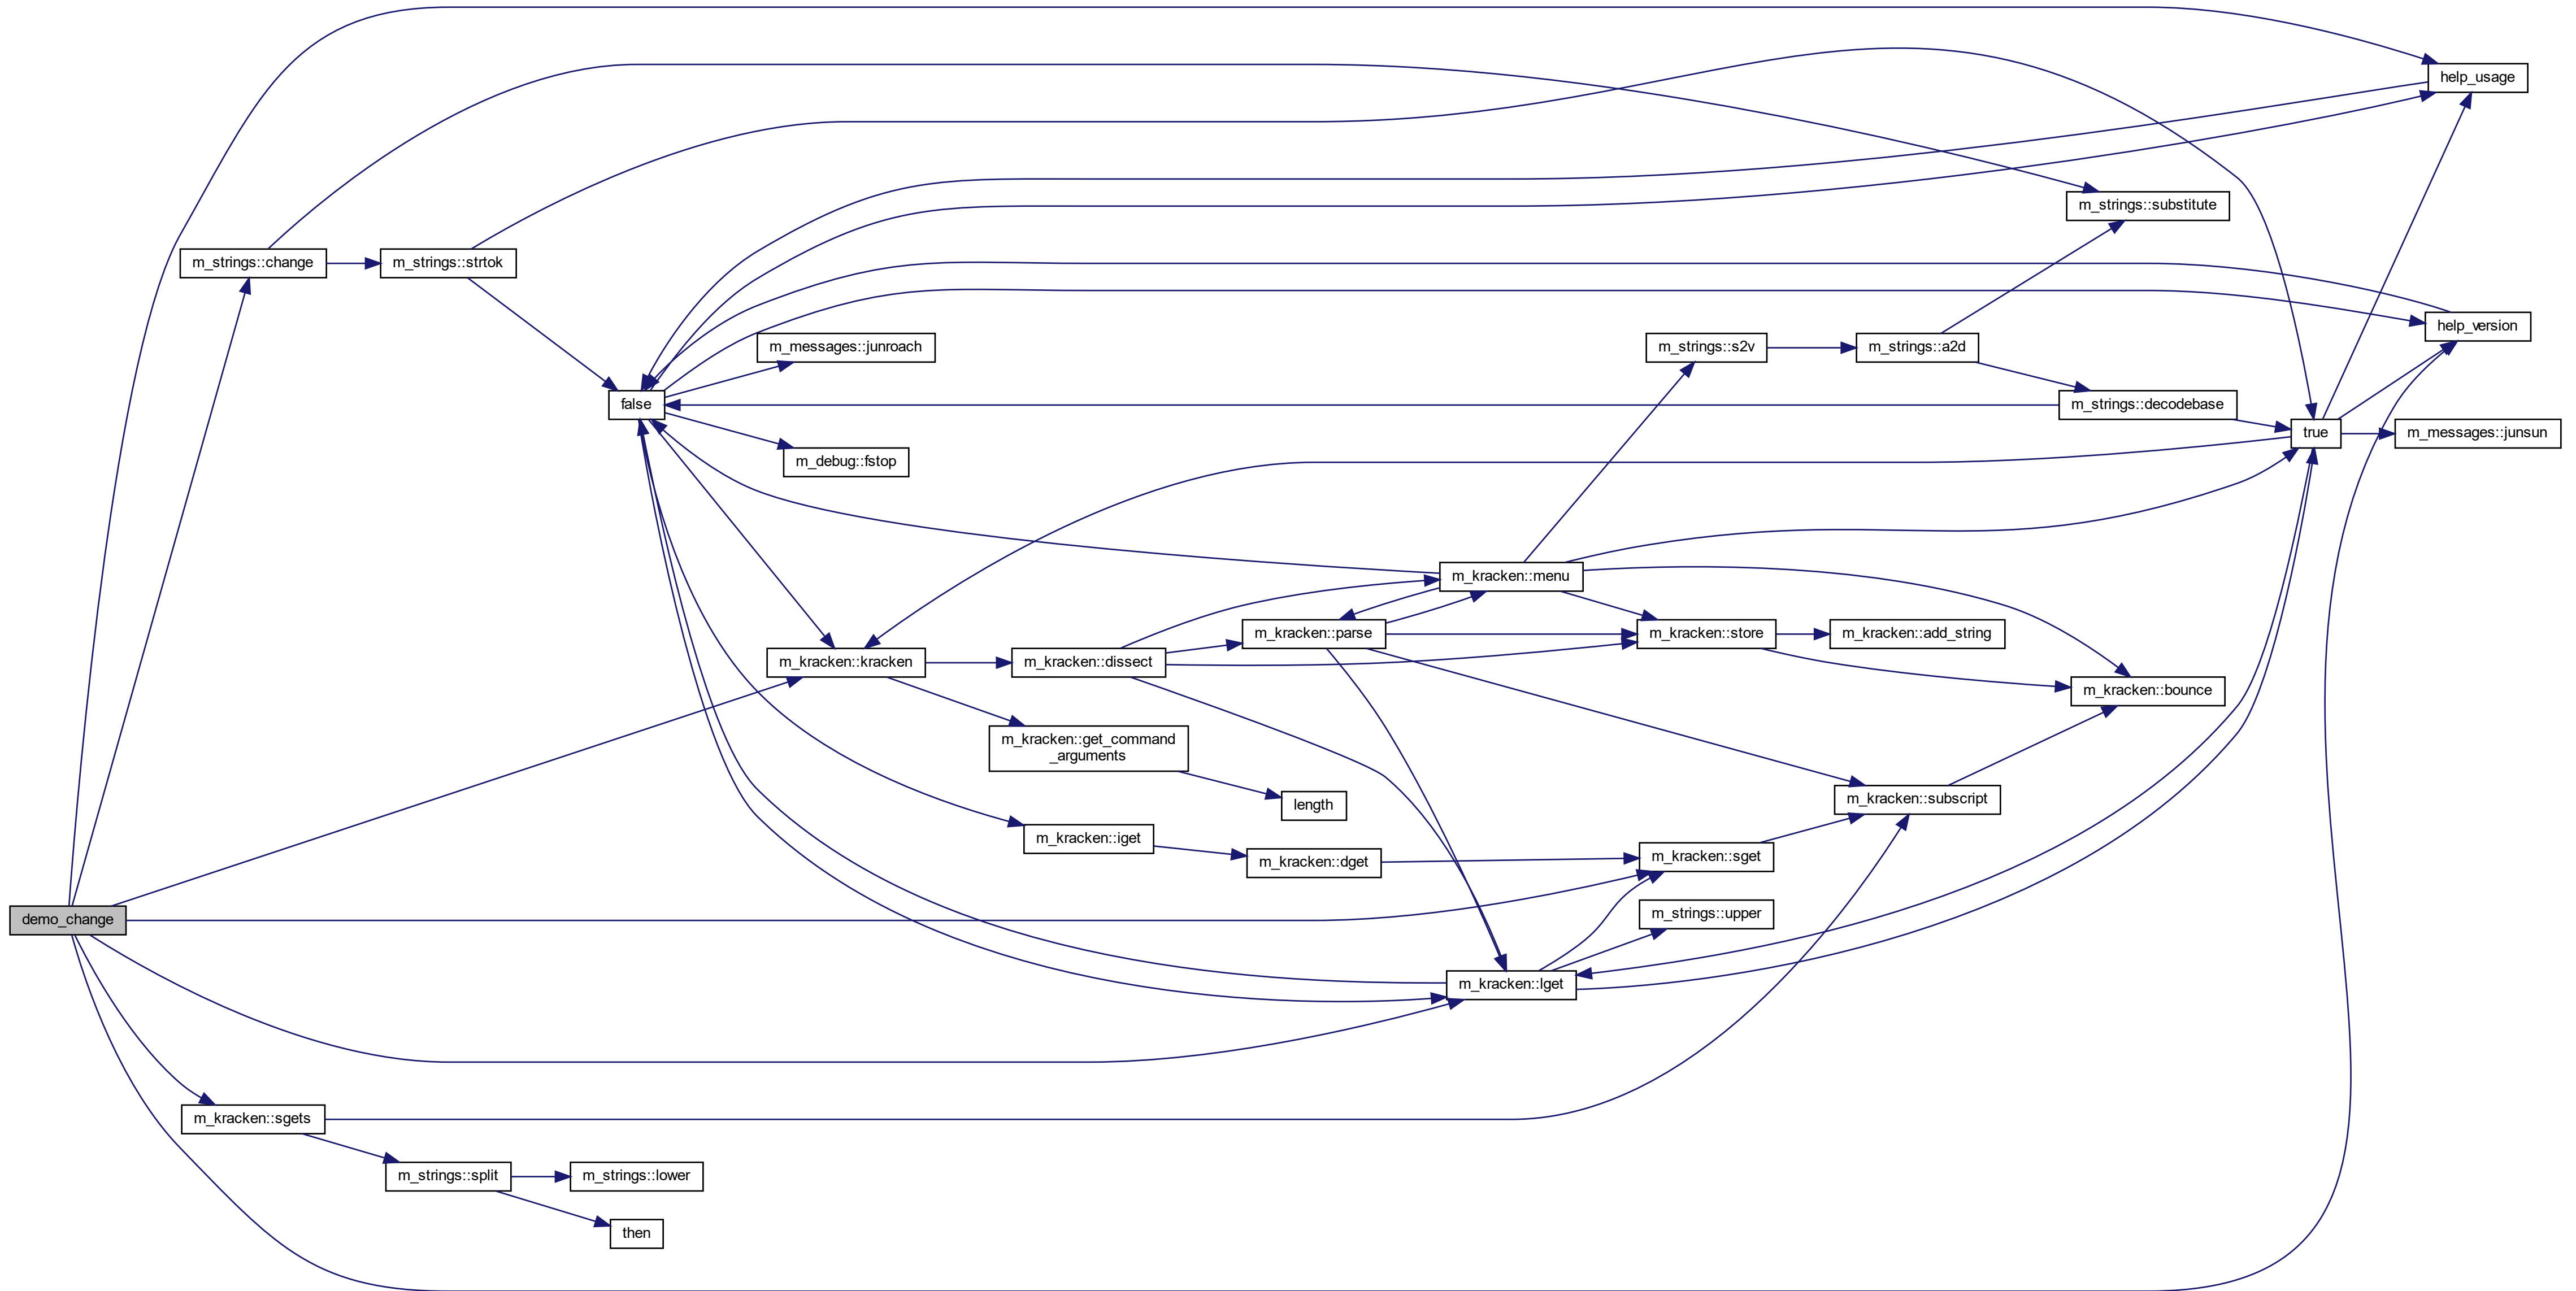 help_usage
m_strings::substitute
m_strings::change
m_strings::strtok
help_version
m_messages::junroach
m_strings::s2v
m_strings::a2d
false
m_strings::decodebase
true
m_messages::junsun
m_debug::fstop
m_kracken::menu
m_kracken::parse
m_kracken::store
m_kracken::add_string
m_kracken::kracken
m_kracken::dissect
m_kracken::bounce
m_kracken::get_command
_arguments
length
m_kracken::subscript
m_kracken::iget
m_kracken::dget
m_kracken::sget
demo_change
m_strings::upper
m_kracken::lget
m_kracken::sgets
m_strings::split
m_strings::lower
then